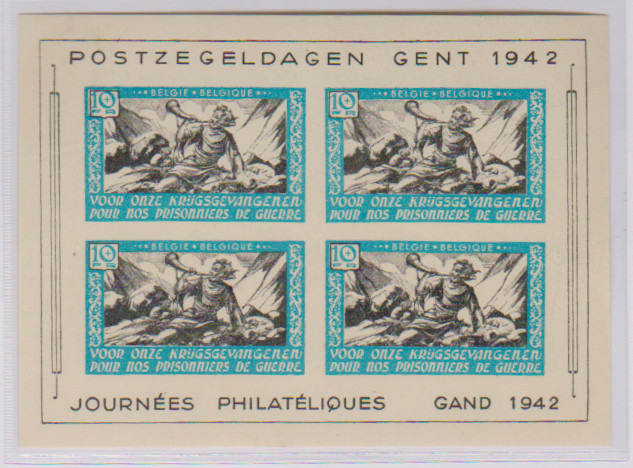 POSTZEGELDAGEN GENT 1942
BELGIE - BELGIQUE
10
VOOR ONZE KRIJGSGEVANGENEN
POUR NOS PRISONNIERS DE GUERRE
BELGIE - BELGIQUE
10
VOOR ONZE KRIJGSGEVANGENEN
POUR NOS PRISONNIERS DE GUERRE
BELGIE - BELGIQUE
10
VOOR ONZE KRIJGSGEVANGENEN
POUR NOS PRISONNIERS DE GUERRE
BELGIE - BELGIQUE
10
VOOR ONZE KRIJGSGEVANGENEN
POUR NOS PRISONNIERS DE GUERRE
JOURNÉES PHILATÉLIQUES GAND 1942